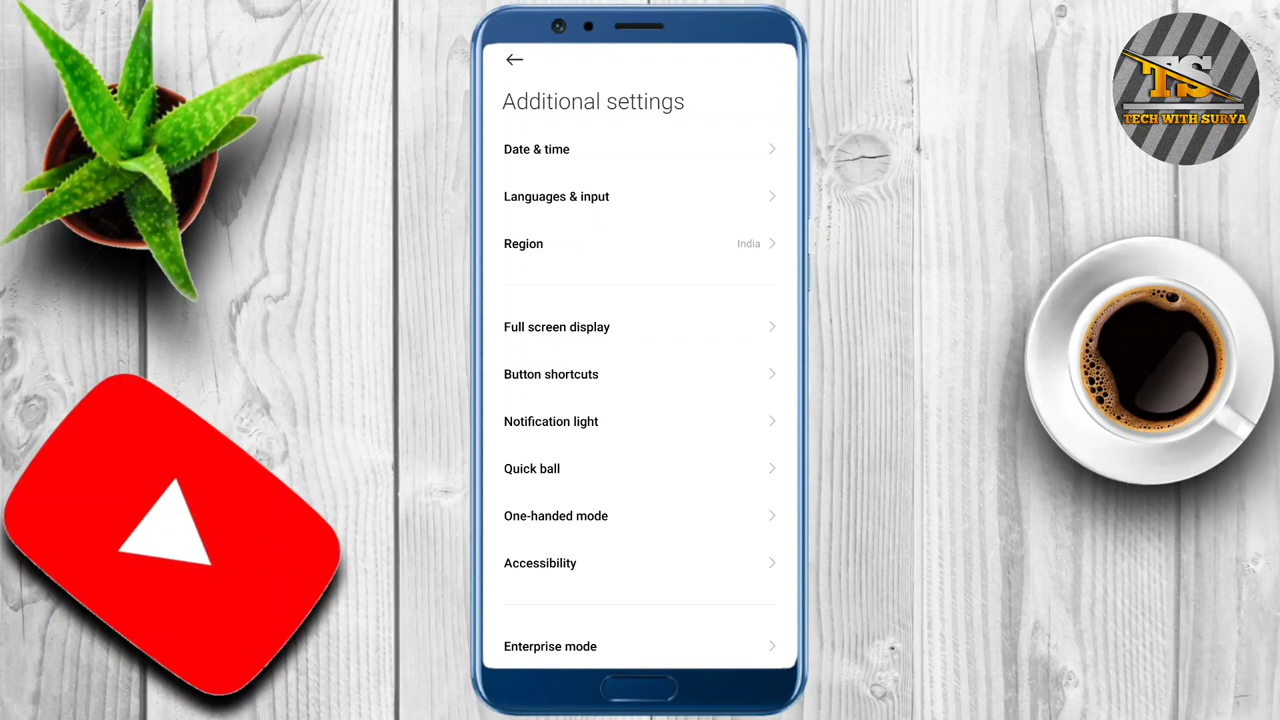 Additional settings
Date & time
Languages & input
Region India
Full screen display
Button shortcuts
Notification light
Quick ball
One-handed mode
Accessibility
Enterprise mode
TS
TECH WITH SURYA